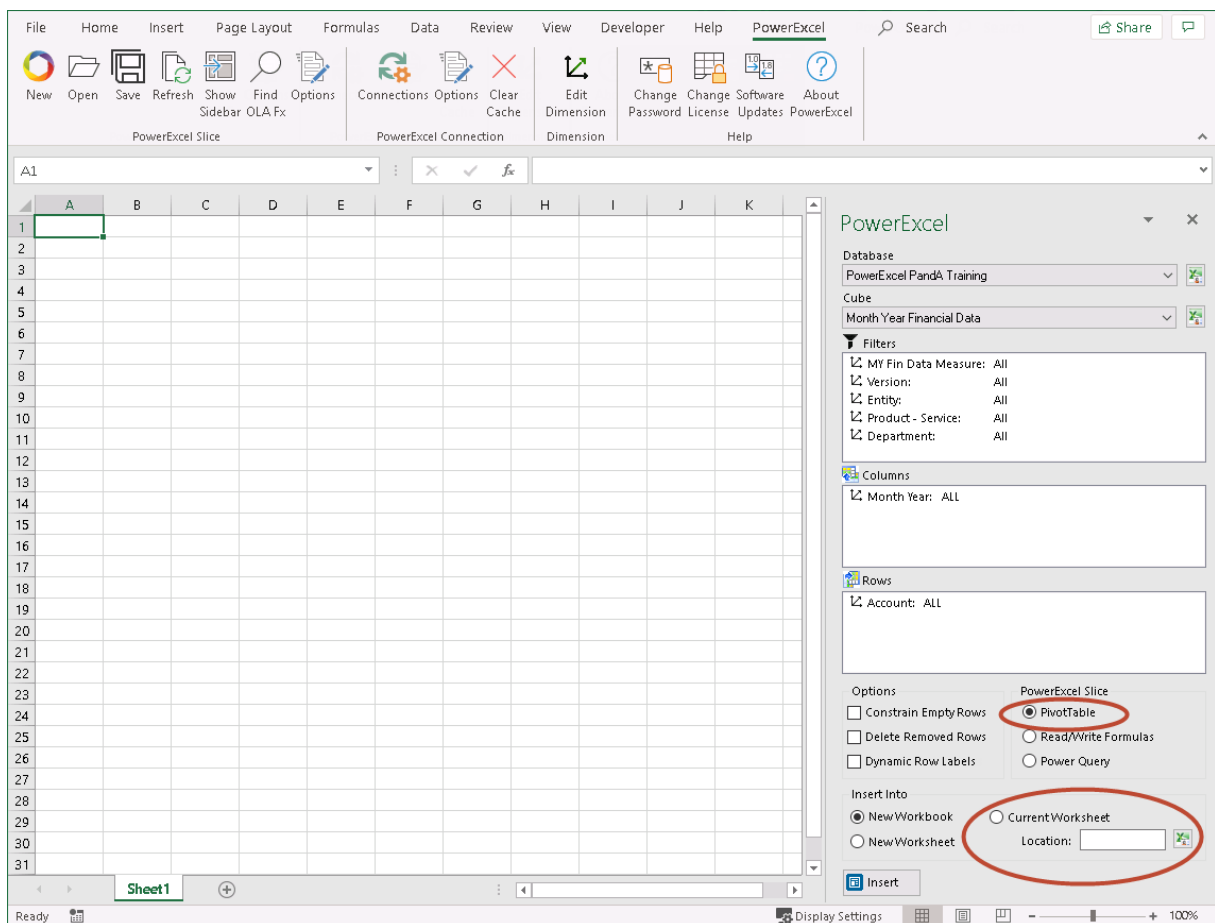 File Home Insert Page Layout Formulas Data Review View Developer Help PowerExcel Search Share
New Open Save Refresh Show Sidebar Find OLA Fx Options Connections Options Clear Cache Edit Dimension Change Password Change License Software Updates About PowerExcel
PowerExcel Slice PowerExcel Connection Dimension Help
A1 fx
A B C D E F G H I J K
1
2
3
4
5
6
7
8
9
10
11
12
13
14
15
16
17
18
19
20
21
22
23
24
25
26
27
28
29
30
31
PowerExcel
Database
PowerExcel PandA Training
Cube
Month Year Financial Data
Filters
MY Fin Data Measure: All
Version: All
Entity: All
Product - Service: All
Department: All
Columns
Month Year: ALL
Rows
Account: ALL
Options PowerExcel Slice
Constrain Empty Rows PivotTable
Delete Removed Rows Read/Write Formulas
Dynamic Row Labels Power Query
Insert Into
New Workbook Current Worksheet
New Worksheet Location:
Insert
Sheet1
Ready Display Settings 100%